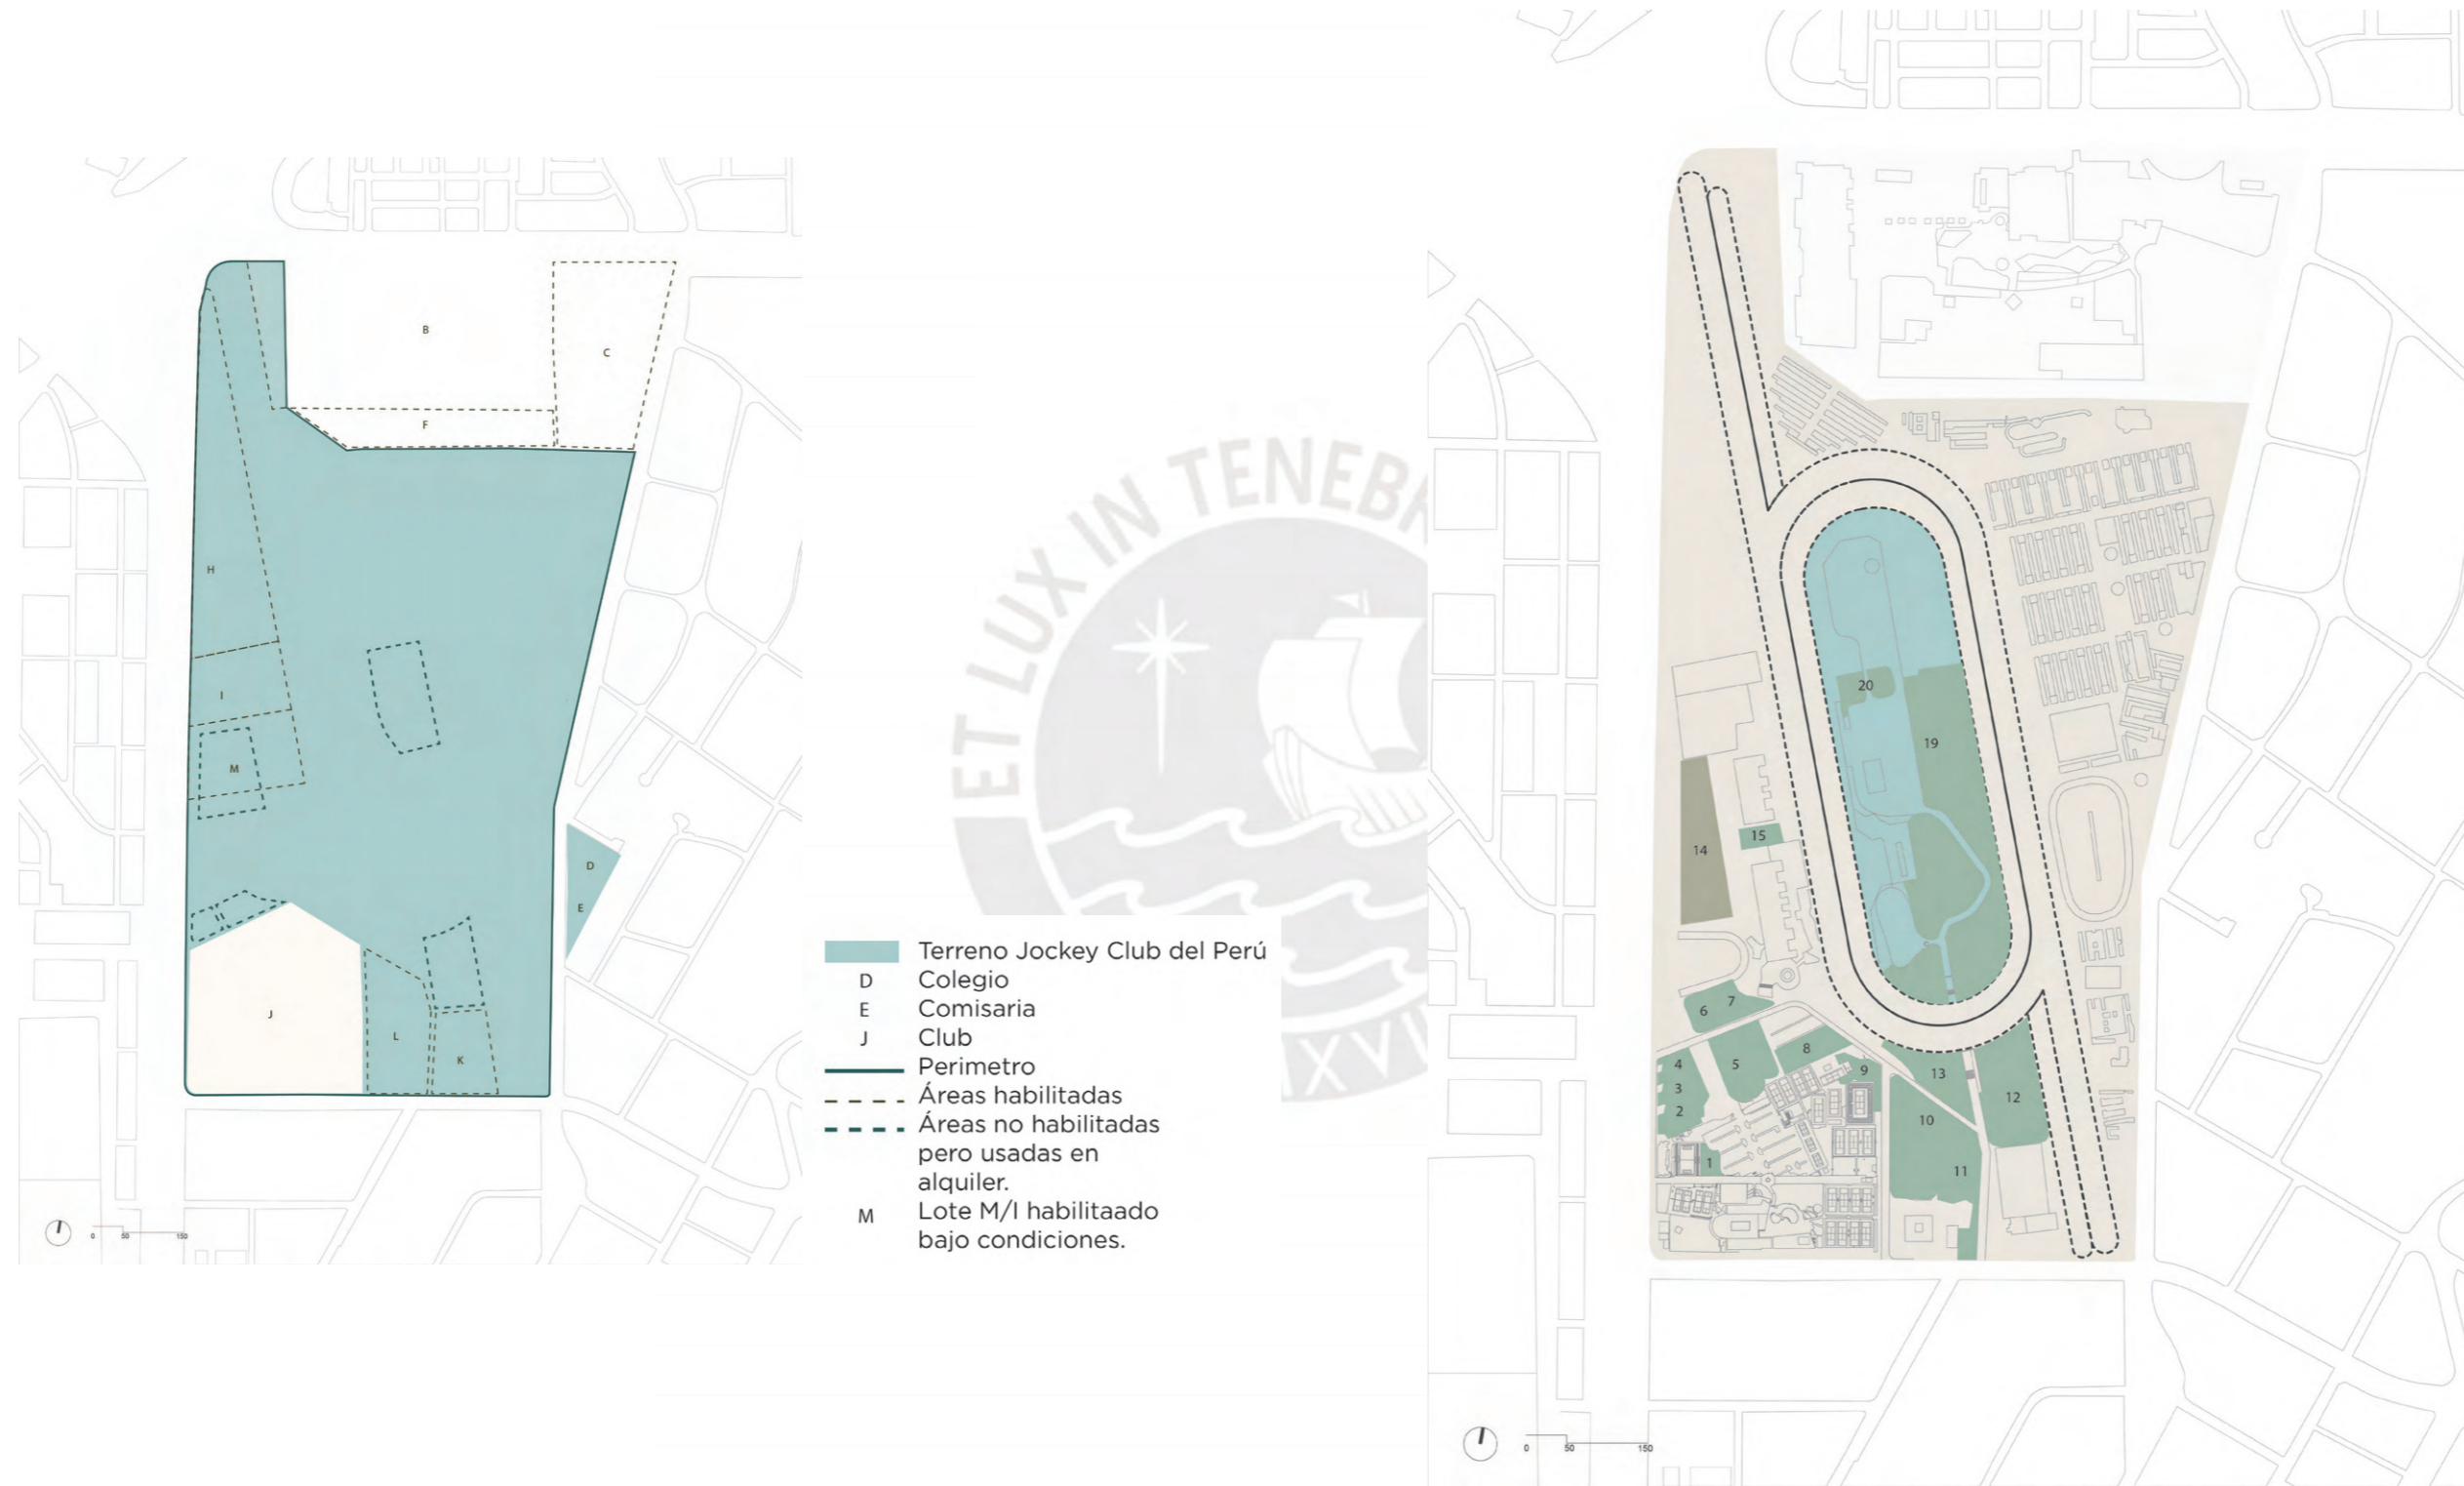 B
C
F
H
I
M
D
E
J
L
K
0 50 150
ET LUX IN TENEBR
XVI
Terreno Jockey Club del Perú
D Colegio
E Comisaria
J Club
Perimetro
Áreas habilitadas
Áreas no habilitadas
pero usadas en
alquiler.
M Lote M/I habilitaado
bajo condiciones.
20
19
15
14
7
6
8
5
4
9
13
3
12
2
10
1
11
0 50 150